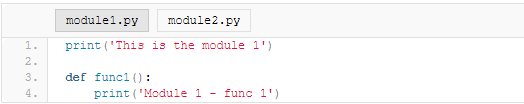 module1.py module2.py
1. print('This is the module 1')
2.
3. def func1():
4.     print('Module 1 - func 1')